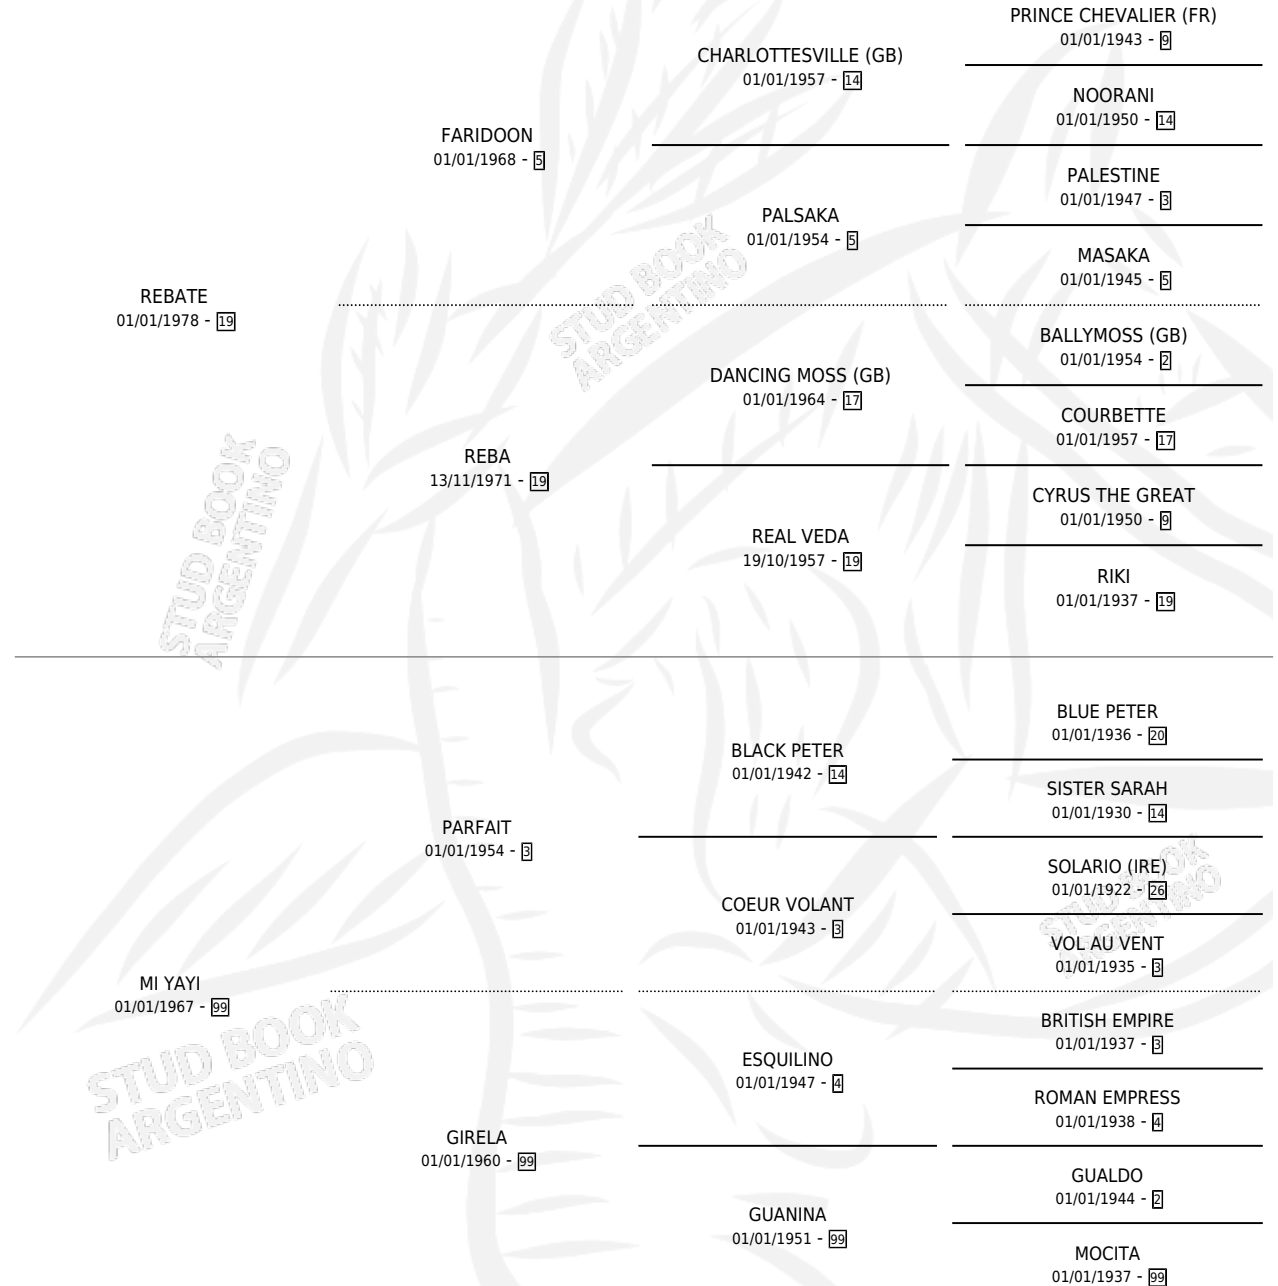 PRINCE CHEVALIER (FR)
01/01/1943 - 9
CHARLOTTESVILLE (GB)
01/01/1957 - 14
NOORANI
01/01/1950 - 14
FARIDOON
01/01/1968 - 5
PALESTINE
01/01/1947 - 3
PALSAKA
01/01/1954 - 5
MASAKA
01/01/1945 - 5
REBATE
01/01/1978 - 19
STUD BOOK
ARGENTINO
BALLYMOSS (GB)
01/01/1954 - 2
DANCING MOSS (GB)
01/01/1964 - 17
COURBETTE
01/01/1957 - 17
REBA
13/11/1971 - 19
CYRUS THE GREAT
01/01/1950 - 9
REAL VEDA
19/10/1957 - 19
RIKI
01/01/1937 - 19
STUD BOOK
ARGENTINO
BLUE PETER
01/01/1936 - 20
BLACK PETER
01/01/1942 - 14
SISTER SARAH
01/01/1930 - 14
PARFAIT
01/01/1954 - 3
SOLARIO (IRE)
01/01/1922 - 26
COEUR VOLANT
01/01/1943 - 3
STUD BOOK
ARGENTINO
VOL AU VENT
01/01/1935 - 3
MI YAYI
01/01/1967 - 99
BRITISH EMPIRE
01/01/1937 - 3
ESQUILINO
01/01/1947 - 4
STUD BOOK
ARGENTINO
ROMAN EMPRESS
01/01/1938 - 4
GIRELA
01/01/1960 - 99
GUALDO
01/01/1944 - 2
GUANINA
01/01/1951 - 99
MOCITA
01/01/1937 - 99